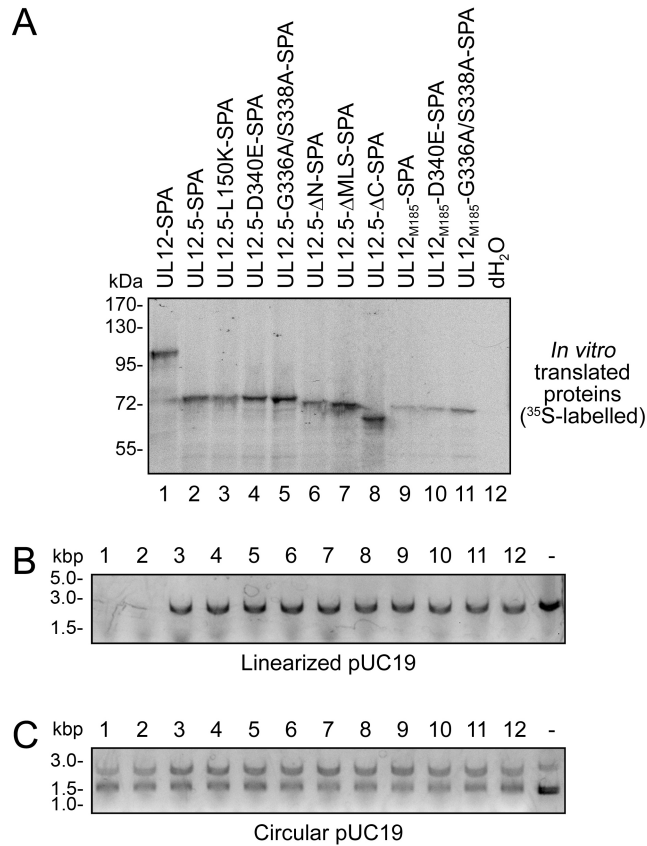 A
UL12-SPA
UL12.5-SPA
UL12.5-L150K-SPA
UL12.5-D340E-SPA
UL12.5-G336A/S338A-SPA
UL12.5-ΔN-SPA
UL12.5-ΔMLS-SPA
UL12.5-ΔC-SPA
UL12M185-SPA
UL12M185-D340E-SPA
UL12M185-G336A/S338A-SPA
dH2O
kDa
170-
130-
95-
72-
55-
In vitro
translated
proteins
(35S-labelled)
1 2 3 4 5 6 7 8 9 10 11 12
B
kbp 1 2 3 4 5 6 7 8 9 10 11 12 -
5.0-
3.0-
1.5-
Linearized pUC19
C
kbp 1 2 3 4 5 6 7 8 9 10 11 12 -
3.0-
1.5-
1.0-
Circular pUC19